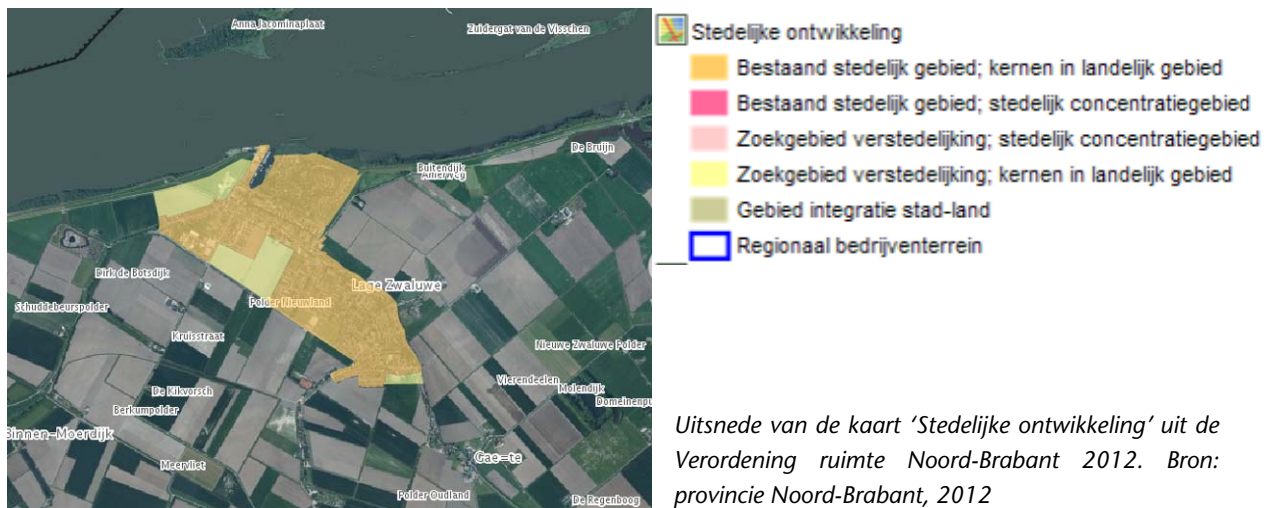 Anna Jacominaplaat
Zuidergat van de Visschen
De Bruijn
Buitendijk
Amerweg
Dirk de Botsdijk
Lage Zwaluwe
Polder Nieuwland
Schuddebeurspolder
Kruisstraat
Nieuwe Zwaluwe Polder
Vierendeelen
Molendijk
De Kikvorsch
Domeinenpu
Berkumpolder
Binnen-Moerdijk
Gae=te
Meervliet
Polder Oudland
De Regenboog
Stedelijke ontwikkeling
Bestaand stedelijk gebied; kernen in landelijk gebied
Bestaand stedelijk gebied; stedelijk concentratiegebied
Zoekgebied verstedelijking; stedelijk concentratiegebied
Zoekgebied verstedelijking; kernen in landelijk gebied
Gebied integratie stad-land
Regionaal bedrijventerrein
Uitsnede van de kaart ‘Stedelijke ontwikkeling’ uit de
Verordening ruimte Noord-Brabant 2012. Bron:
provincie Noord-Brabant, 2012